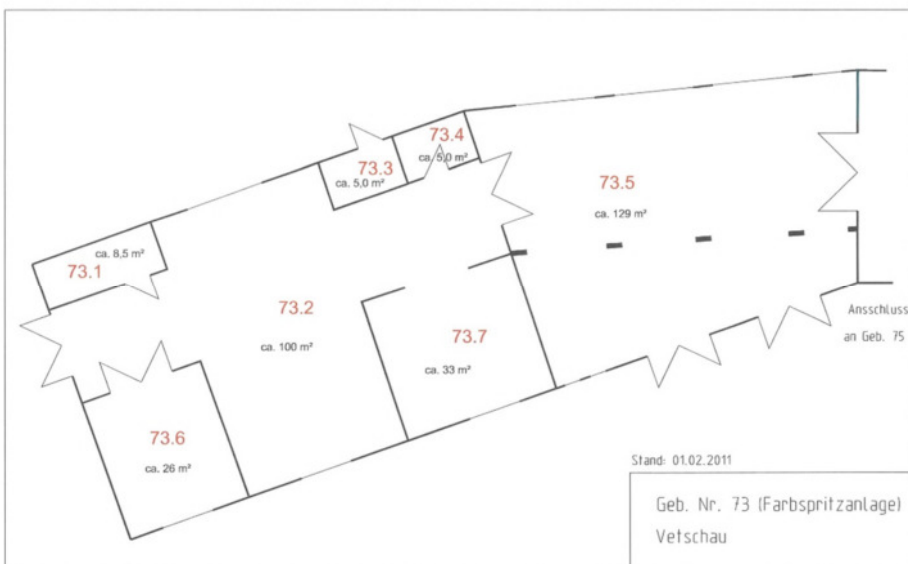 73.4
ca. 5,0 m²
73.3
ca. 5,0 m²
73.5
ca. 129 m²
ca. 8,5 m²
73.1
73.2
ca. 100 m²
73.7
ca. 33 m²
Ansschluss
an Geb. 75
73.6
ca. 26 m²
Stand: 01.02.2011
Geb. Nr. 73 (Farbspritzanlage)
Vetschau